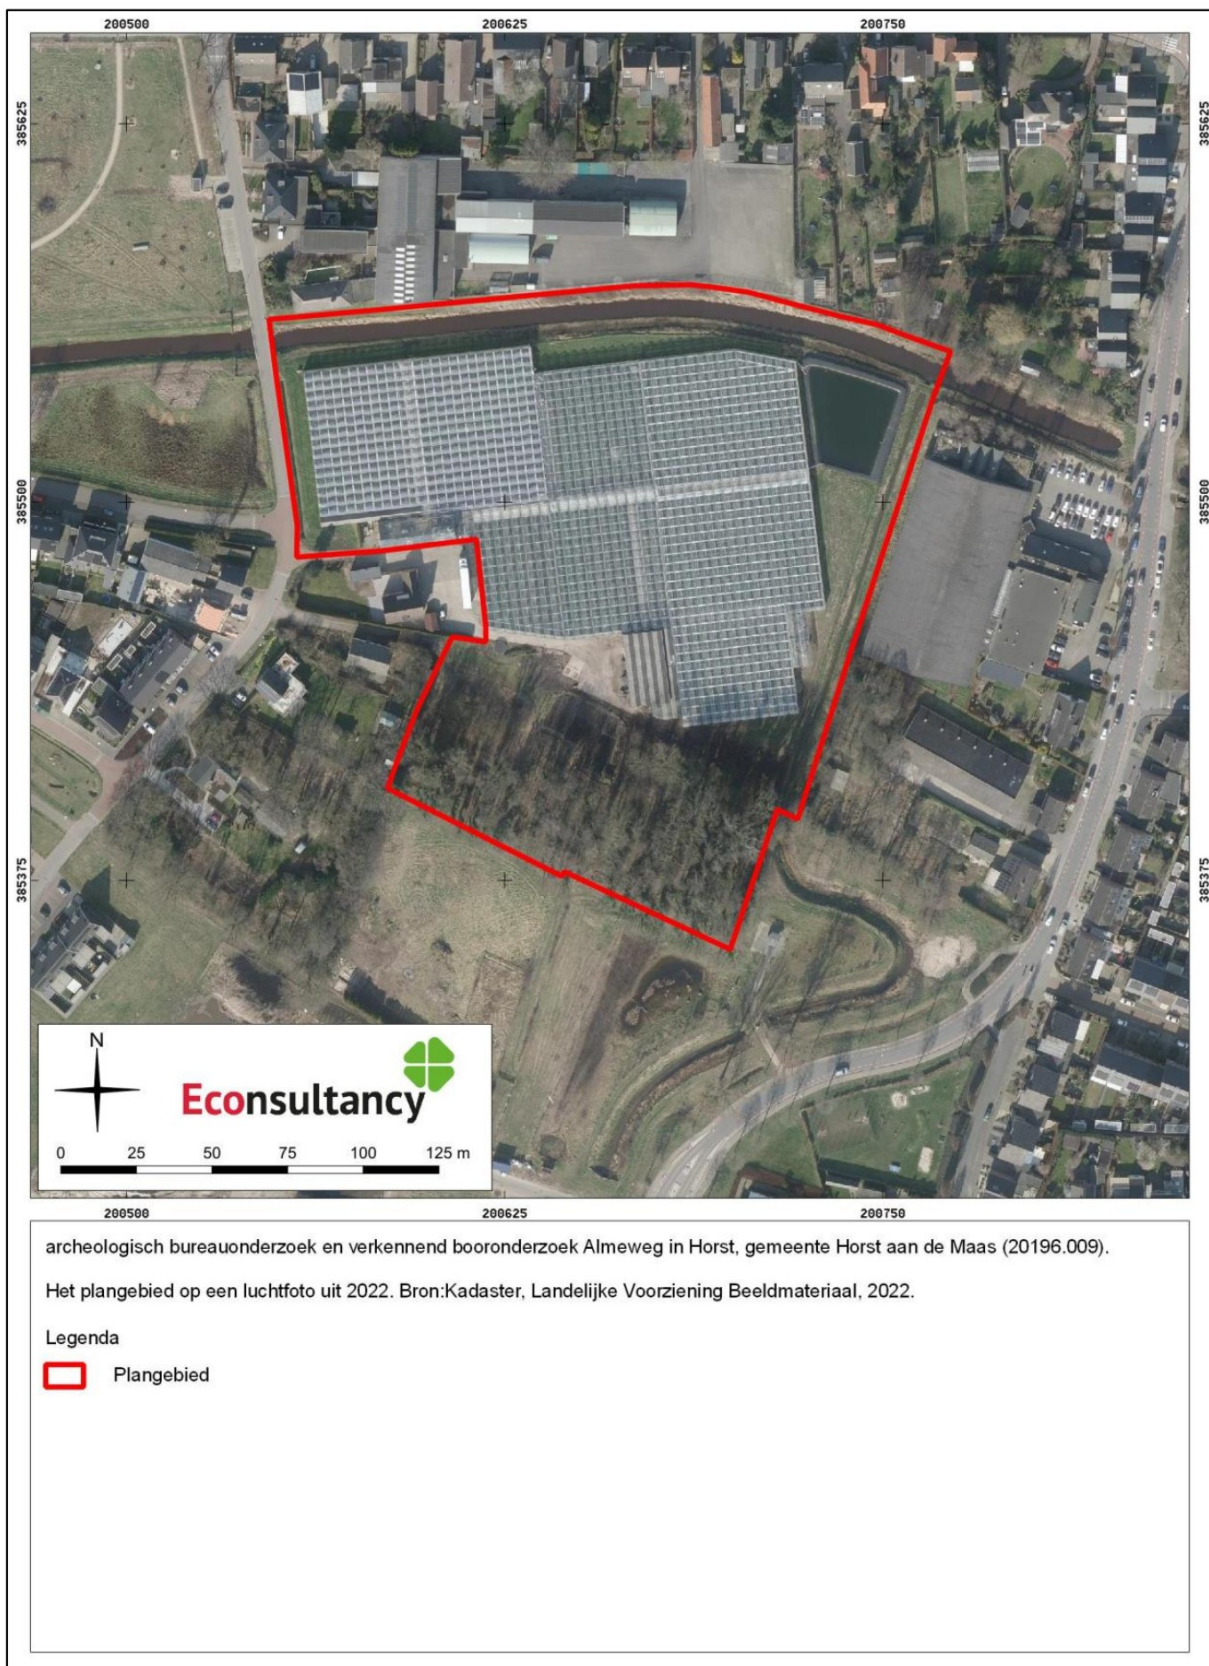 200500 200625 200750
385625 385625
385500 385500
385375 385375
N
Econsultancy
0 25 50 75 100 125 m
200500 200625 200750
archeologisch bureauonderzoek en verkennend booronderzoek Almeweg in Horst, gemeente Horst aan de Maas (20196.009).
Het plangebied op een luchtfoto uit 2022. Bron:Kadaster, Landelijke Voorziening Beeldmateriaal, 2022.
Legenda
Plangebied